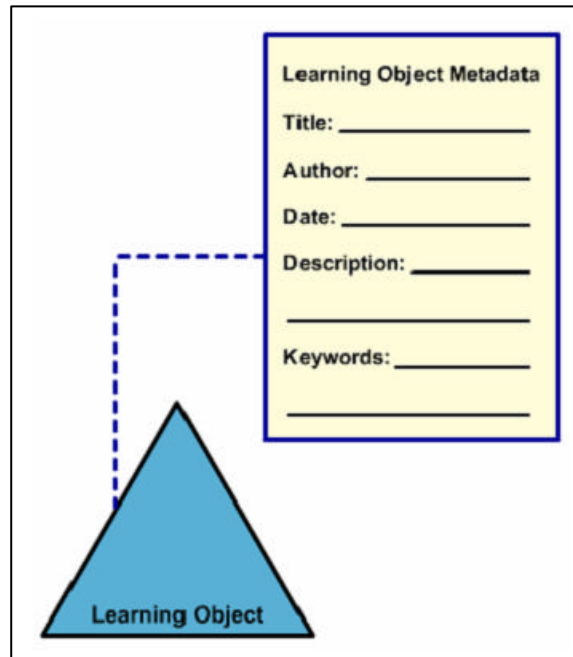 Learning Object Metadata
Title:
Author:
Date:
Description:
Keywords:
Learning Object